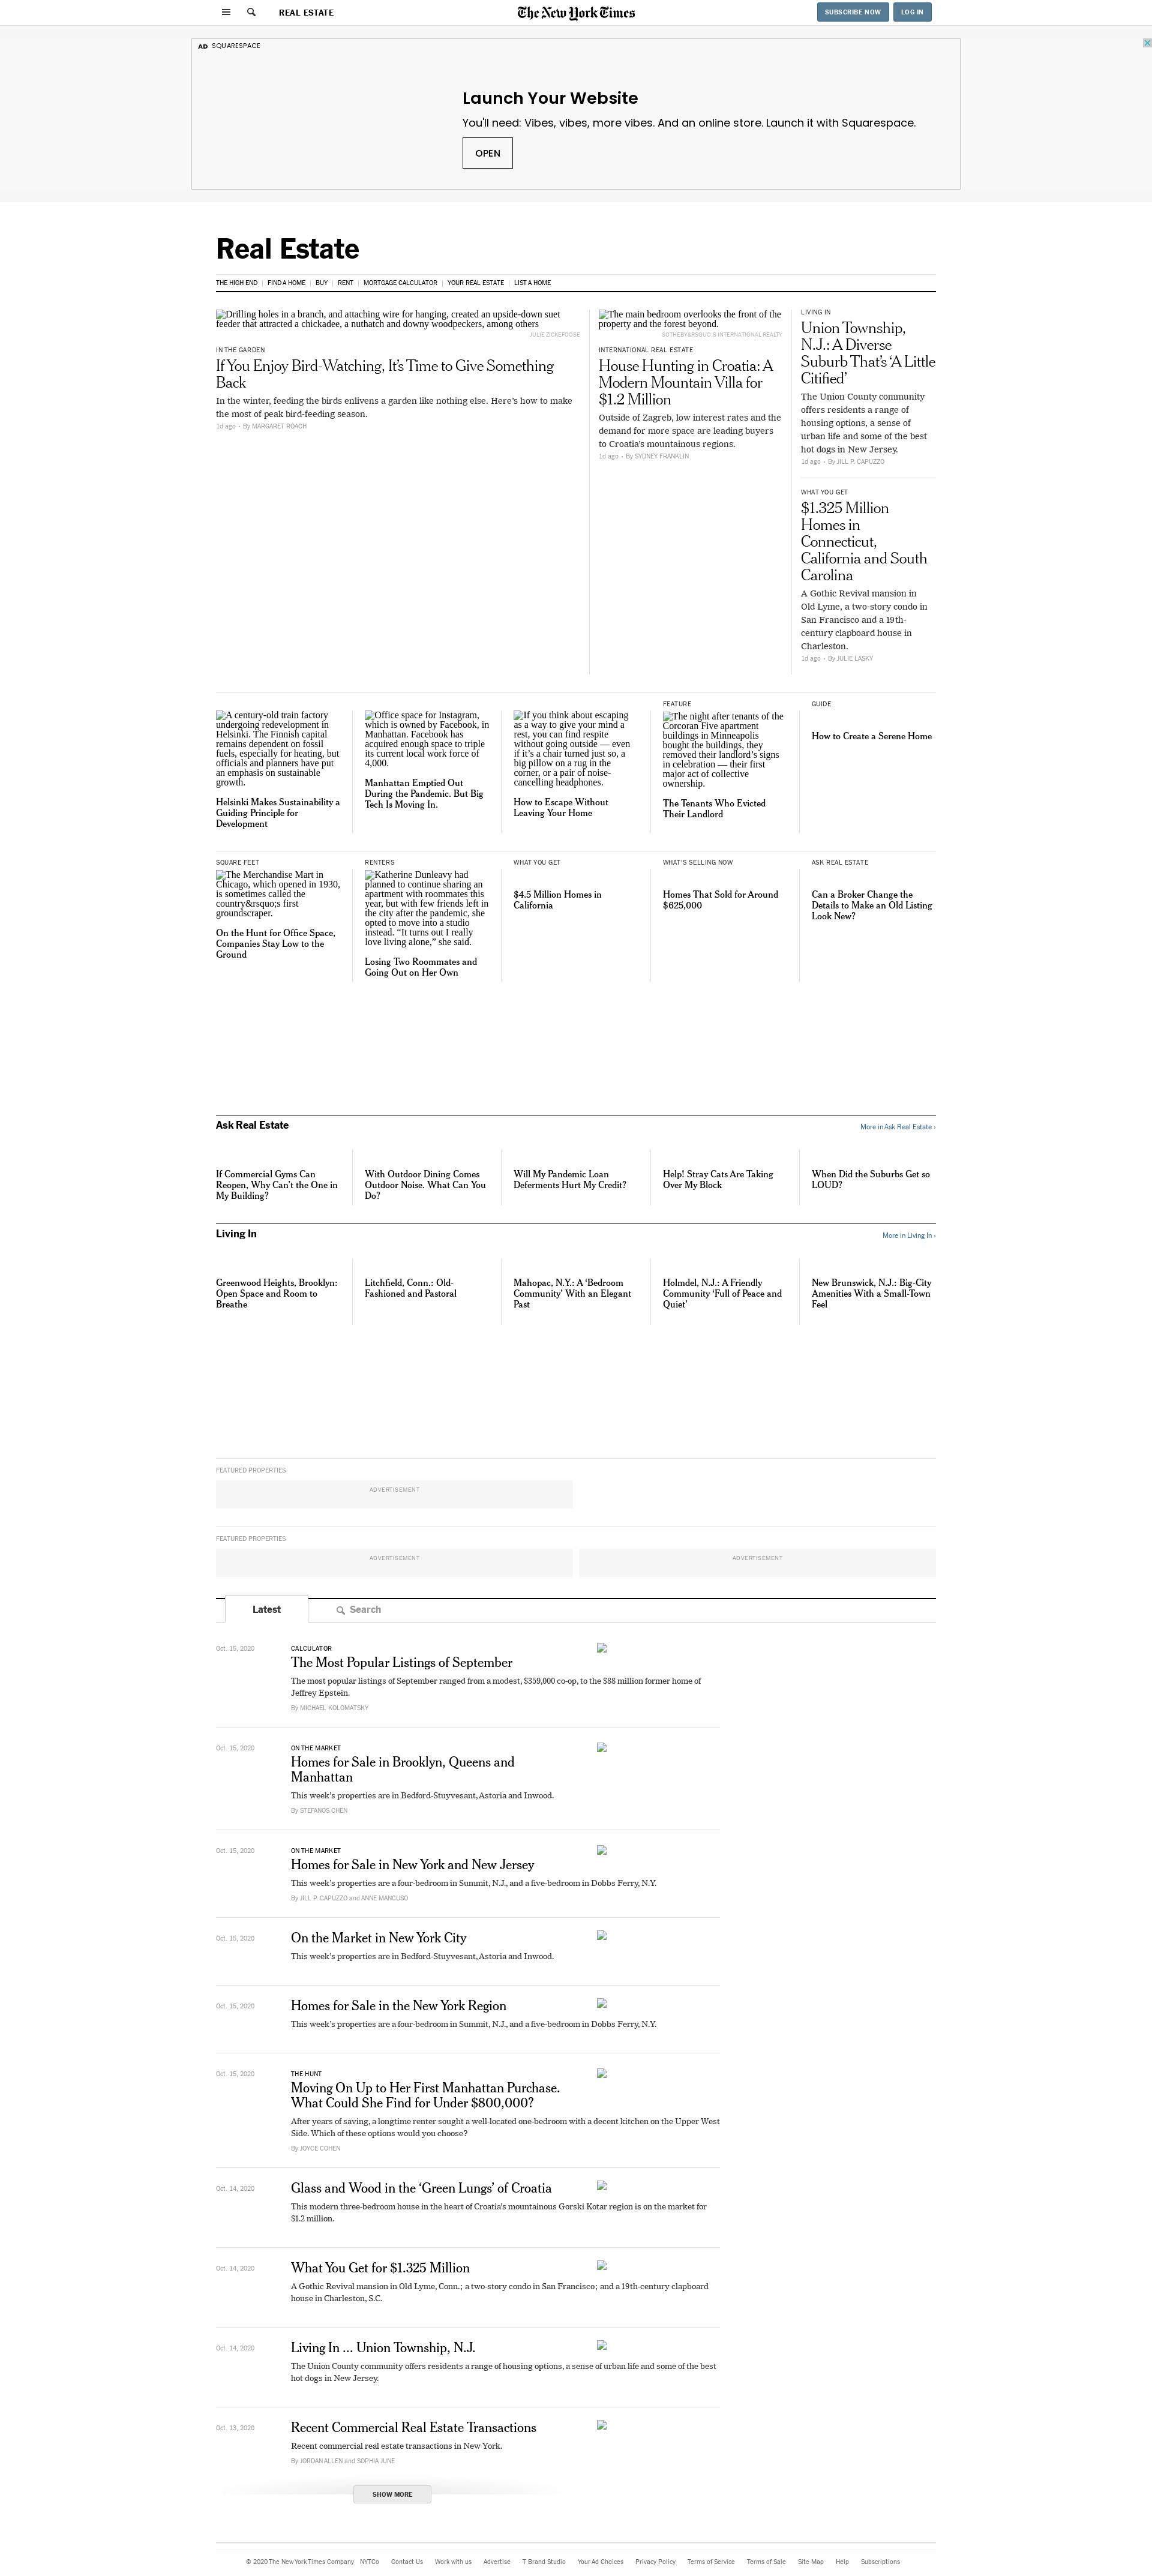 REAL ESTATE
The New York Times
SUBSCRIBE NOW
LOG IN
AD SQUARESPACE
Launch Your Website
You'll need: Vibes, vibes, more vibes. And an online store. Launch it with Squarespace.
OPEN
Real Estate
THE HIGH END
FIND A HOME
BUY
RENT
MORTGAGE CALCULATOR
YOUR REAL ESTATE
LIST A HOME
Drilling holes in a branch, and attaching wire for hanging, created an upside-down suet
feeder that attracted a chickadee, a nuthatch and downy woodpeckers, among others
JULIE ZICKEFOOSE
IN THE GARDEN
If You Enjoy Bird-Watching, It’s Time to Give Something
Back
In the winter, feeding the birds enlivens a garden like nothing else. Here’s how to make
the most of peak bird-feeding season.
1d ago • By MARGARET ROACH
The main bedroom overlooks the front of the
property and the forest beyond.
SOTHEBY&RSQUO;S INTERNATIONAL REALTY
INTERNATIONAL REAL ESTATE
House Hunting in Croatia: A
Modern Mountain Villa for
$1.2 Million
Outside of Zagreb, low interest rates and the
demand for more space are leading buyers
to Croatia’s mountainous regions.
1d ago • By SYDNEY FRANKLIN
LIVING IN
Union Township,
N.J.: A Diverse
Suburb That’s ‘A Little
Citified’
The Union County community
offers residents a range of
housing options, a sense of
urban life and some of the best
hot dogs in New Jersey.
1d ago • By JILL P. CAPUZZO
WHAT YOU GET
$1.325 Million
Homes in
Connecticut,
California and South
Carolina
A Gothic Revival mansion in
Old Lyme, a two-story condo in
San Francisco and a 19th-
century clapboard house in
Charleston.
1d ago • By JULIE LASKY
A century-old train factory
undergoing redevelopment in
Helsinki. The Finnish capital
remains dependent on fossil
fuels, especially for heating, but
officials and planners have put
an emphasis on sustainable
growth.
Helsinki Makes Sustainability a
Guiding Principle for
Development
Office space for Instagram,
which is owned by Facebook, in
Manhattan. Facebook has
acquired enough space to triple
its current local work force of
4,000.
Manhattan Emptied Out
During the Pandemic. But Big
Tech Is Moving In.
If you think about escaping
as a way to give your mind a
rest, you can find respite
without going outside — even
if it’s a chair turned just so, a
big pillow on a rug in the
corner, or a pair of noise-
cancelling headphones.
How to Escape Without
Leaving Your Home
FEATURE
The night after tenants of the
Corcoran Five apartment
buildings in Minneapolis
bought the buildings, they
removed their landlord’s signs
in celebration — their first
major act of collective
ownership.
The Tenants Who Evicted
Their Landlord
GUIDE
How to Create a Serene Home
SQUARE FEET
The Merchandise Mart in
Chicago, which opened in 1930,
is sometimes called the
country&rsquo;s first
groundscraper.
On the Hunt for Office Space,
Companies Stay Low to the
Ground
RENTERS
Katherine Dunleavy had
planned to continue sharing an
apartment with roommates this
year, but with few friends left in
the city after the pandemic, she
opted to move into a studio
instead. “It turns out I really
love living alone,” she said.
Losing Two Roommates and
Going Out on Her Own
WHAT YOU GET
$4.5 Million Homes in
California
WHAT’S SELLING NOW
Homes That Sold for Around
$625,000
ASK REAL ESTATE
Can a Broker Change the
Details to Make an Old Listing
Look New?
Ask Real Estate
More in Ask Real Estate ›
If Commercial Gyms Can
Reopen, Why Can’t the One in
My Building?
With Outdoor Dining Comes
Outdoor Noise. What Can You
Do?
Will My Pandemic Loan
Deferments Hurt My Credit?
Help! Stray Cats Are Taking
Over My Block
When Did the Suburbs Get so
LOUD?
Living In
More in Living In ›
Greenwood Heights, Brooklyn:
Open Space and Room to
Breathe
Litchfield, Conn.: Old-
Fashioned and Pastoral
Mahopac, N.Y.: A ‘Bedroom
Community’ With an Elegant
Past
Holmdel, N.J.: A Friendly
Community ‘Full of Peace and
Quiet’
New Brunswick, N.J.: Big-City
Amenities With a Small-Town
Feel
FEATURED PROPERTIES
ADVERTISEMENT
FEATURED PROPERTIES
ADVERTISEMENT
ADVERTISEMENT
Latest
Search
Oct. 15, 2020
CALCULATOR
The Most Popular Listings of September
The most popular listings of September ranged from a modest, $359,000 co-op, to the $88 million former home of
Jeffrey Epstein.
By MICHAEL KOLOMATSKY
Oct. 15, 2020
ON THE MARKET
Homes for Sale in Brooklyn, Queens and
Manhattan
This week’s properties are in Bedford-Stuyvesant, Astoria and Inwood.
By STEFANOS CHEN
Oct. 15, 2020
ON THE MARKET
Homes for Sale in New York and New Jersey
This week’s properties are a four-bedroom in Summit, N.J., and a five-bedroom in Dobbs Ferry, N.Y.
By JILL P. CAPUZZO and ANNE MANCUSO
Oct. 15, 2020
On the Market in New York City
This week’s properties are in Bedford-Stuyvesant, Astoria and Inwood.
Oct. 15, 2020
Homes for Sale in the New York Region
This week’s properties are a four-bedroom in Summit, N.J., and a five-bedroom in Dobbs Ferry, N.Y.
Oct. 15, 2020
THE HUNT
Moving On Up to Her First Manhattan Purchase.
What Could She Find for Under $800,000?
After years of saving, a longtime renter sought a well-located one-bedroom with a decent kitchen on the Upper West
Side. Which of these options would you choose?
By JOYCE COHEN
Oct. 14, 2020
Glass and Wood in the ‘Green Lungs’ of Croatia
This modern three-bedroom house in the heart of Croatia’s mountainous Gorski Kotar region is on the market for
$1.2 million.
Oct. 14, 2020
What You Get for $1.325 Million
A Gothic Revival mansion in Old Lyme, Conn.; a two-story condo in San Francisco; and a 19th-century clapboard
house in Charleston, S.C.
Oct. 14, 2020
Living In ... Union Township, N.J.
The Union County community offers residents a range of housing options, a sense of urban life and some of the best
hot dogs in New Jersey.
Oct. 13, 2020
Recent Commercial Real Estate Transactions
Recent commercial real estate transactions in New York.
By JORDAN ALLEN and SOPHIA JUNE
SHOW MORE
© 2020 The New York Times Company
NYTCo
Contact Us
Work with us
Advertise
T Brand Studio
Your Ad Choices
Privacy Policy
Terms of Service
Terms of Sale
Site Map
Help
Subscriptions